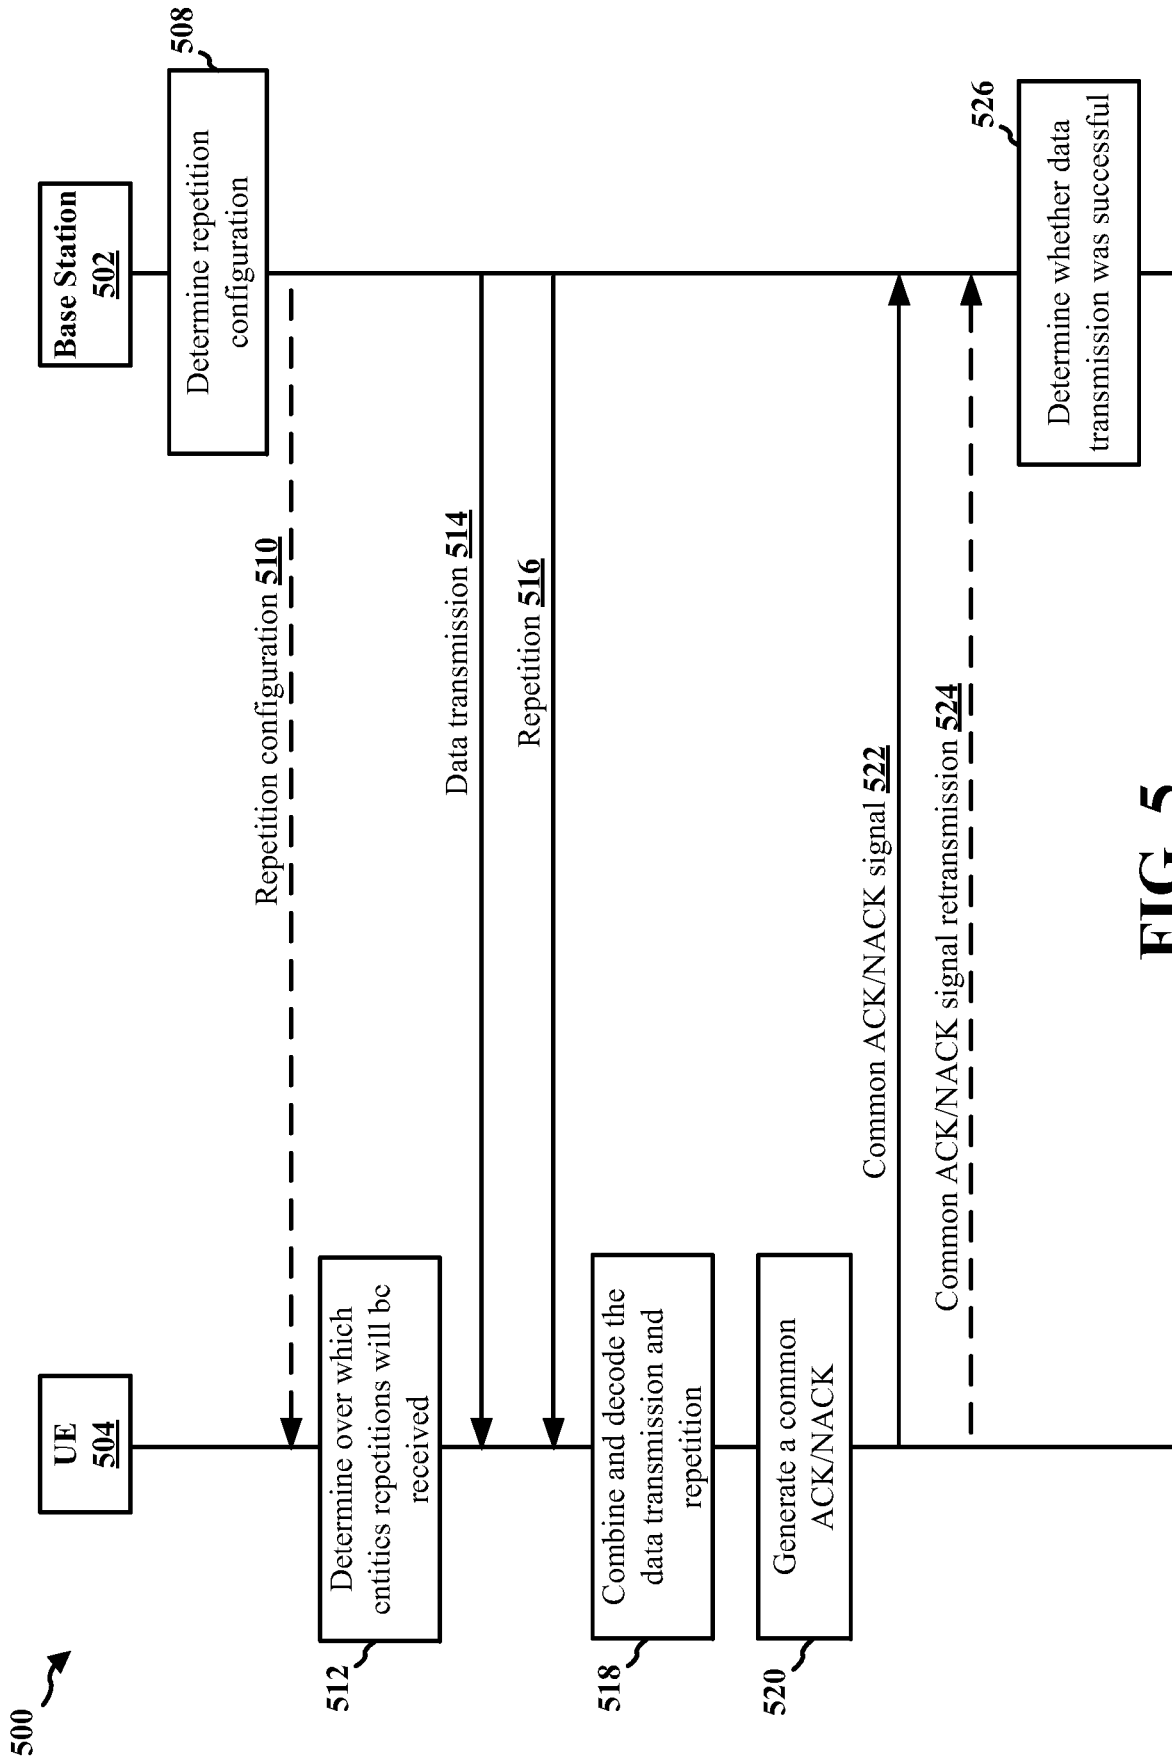 500
UE
504
Base Station
502
508
Determine repetition
configuration
Repetition configuration 510
512
Determine over which
entities repetitions will be
received
Data transmission 514
Repetition 516
518
Combine and decode the
data transmission and
repetition
520
Generate a common
ACK/NACK
Common ACK/NACK signal 522
Common ACK/NACK signal retransmission 524
526
Determine whether data
transmission was successful
FIG. 5